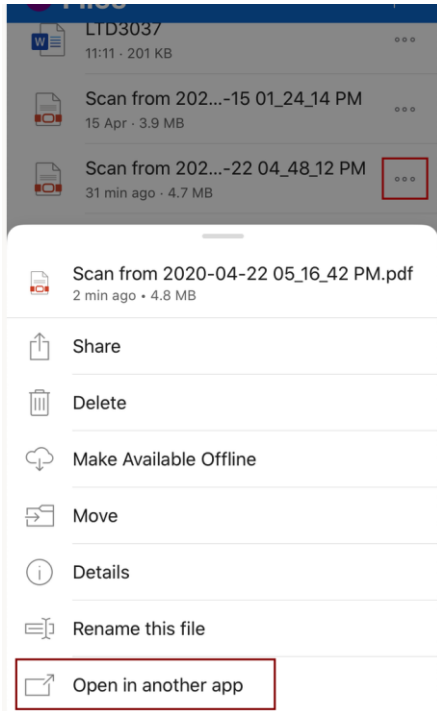 Files
LTD3037
11:11 · 201 KB
Scan from 202...-15 01_24_14 PM
15 Apr · 3.9 MB
Scan from 202...-22 04_48_12 PM
31 min ago · 4.7 MB
Scan from 2020-04-22 05_16_42 PM.pdf
2 min ago • 4.8 MB
Share
Delete
Make Available Offline
Move
Details
Rename this file
Open in another app